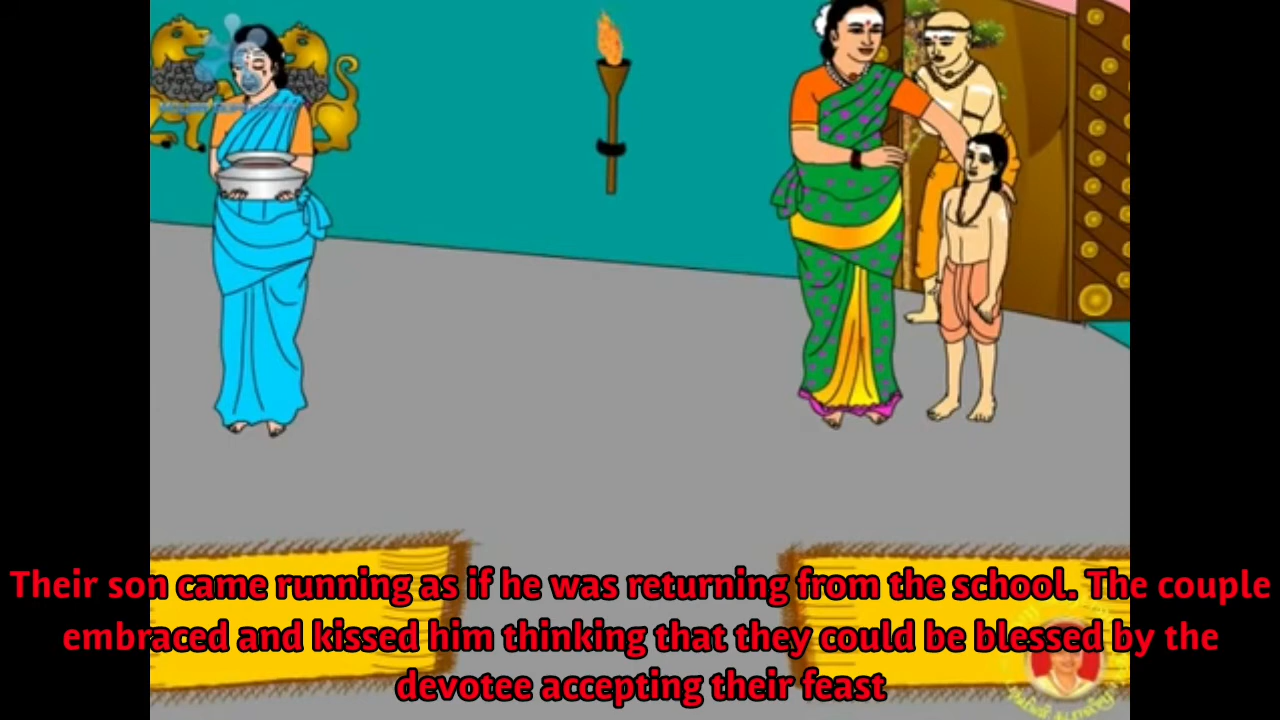 Their son came running as if he was returning from the school. The couple
embraced and kissed him thinking that they could be blessed by the
devotee accepting their feast